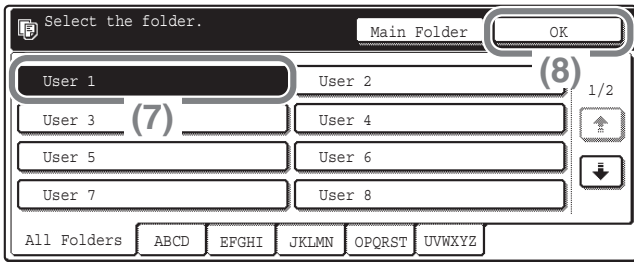 Select the folder.
Main Folder
OK
(8)
User 1
User 2
1/2
(7)
User 3
User 4
User 5
User 6
User 7
User 8
All Folders
ABCD
EFGHI
JKLMN
OPQRST
UVWXYZ